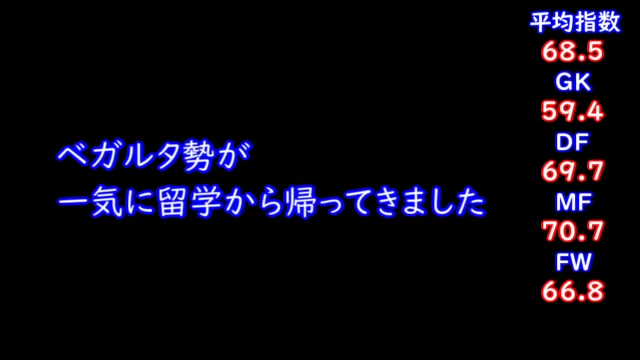 ベガルタ勢が
一気に留学から帰ってきました
平均指数
68.5
GK
59.4
DF
69.7
MF
70.7
FW
66.8